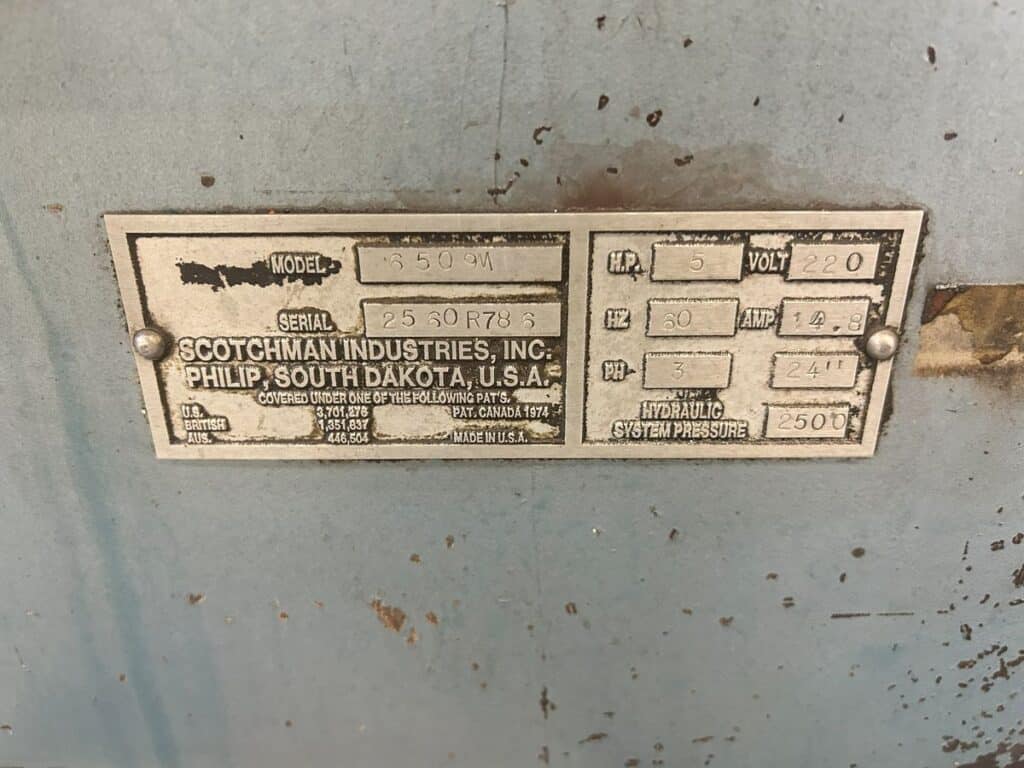 MODEL 6509M
SERIAL 2560R786
SCOTCHMAN INDUSTRIES, INC.
PHILIP, SOUTH DAKOTA, U.S.A.
COVERED UNDER ONE OF THE FOLLOWING PAT'S.
U.S. 3,701,276 PAT. CANADA 1974
BRITISH 1,351,837
AUS. 446,504 MADE IN U.S.A.
H.P. 5 VOLT 220
HZ 60 AMP 14.8
PH 3 24"
HYDRAULIC
SYSTEM PRESSURE 2500